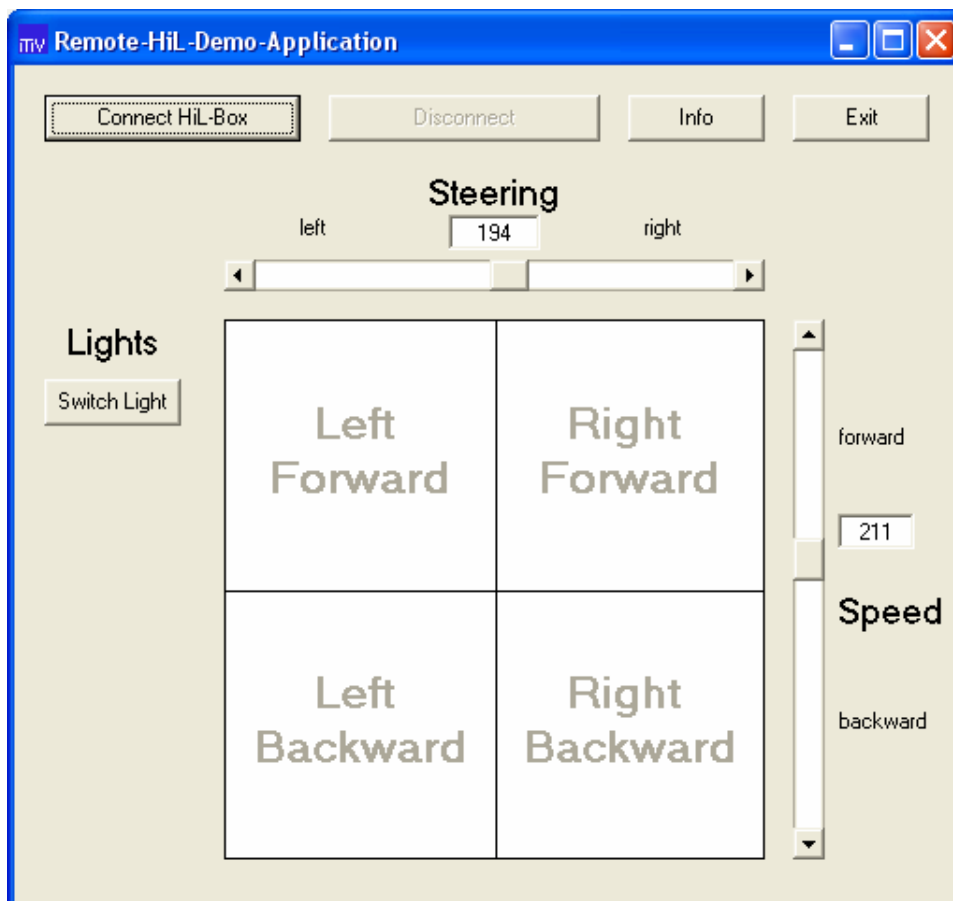 ITIV Remote-HiL-Demo-Application
Connect HiL-Box Disconnect Info Exit
Steering
left 194 right
Lights
Switch Light
Left Forward
Right Forward
forward
211
Speed
Left Backward
Right Backward
backward